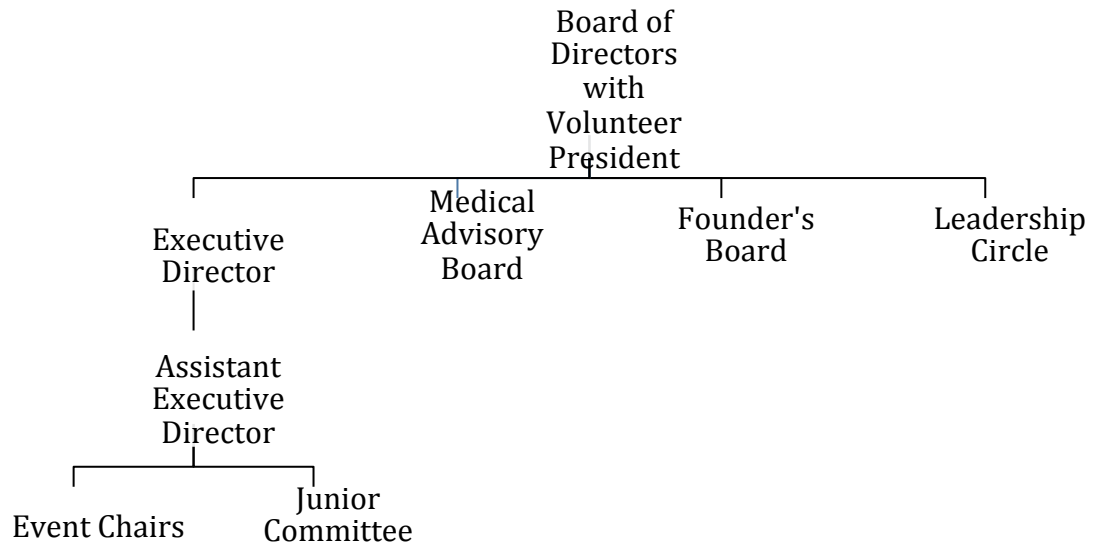 Board of
Directors
with
Volunteer
President
Executive
Director
Medical
Advisory
Board
Founder's
Board
Leadership
Circle
Assistant
Executive
Director
Event Chairs
Junior
Committee